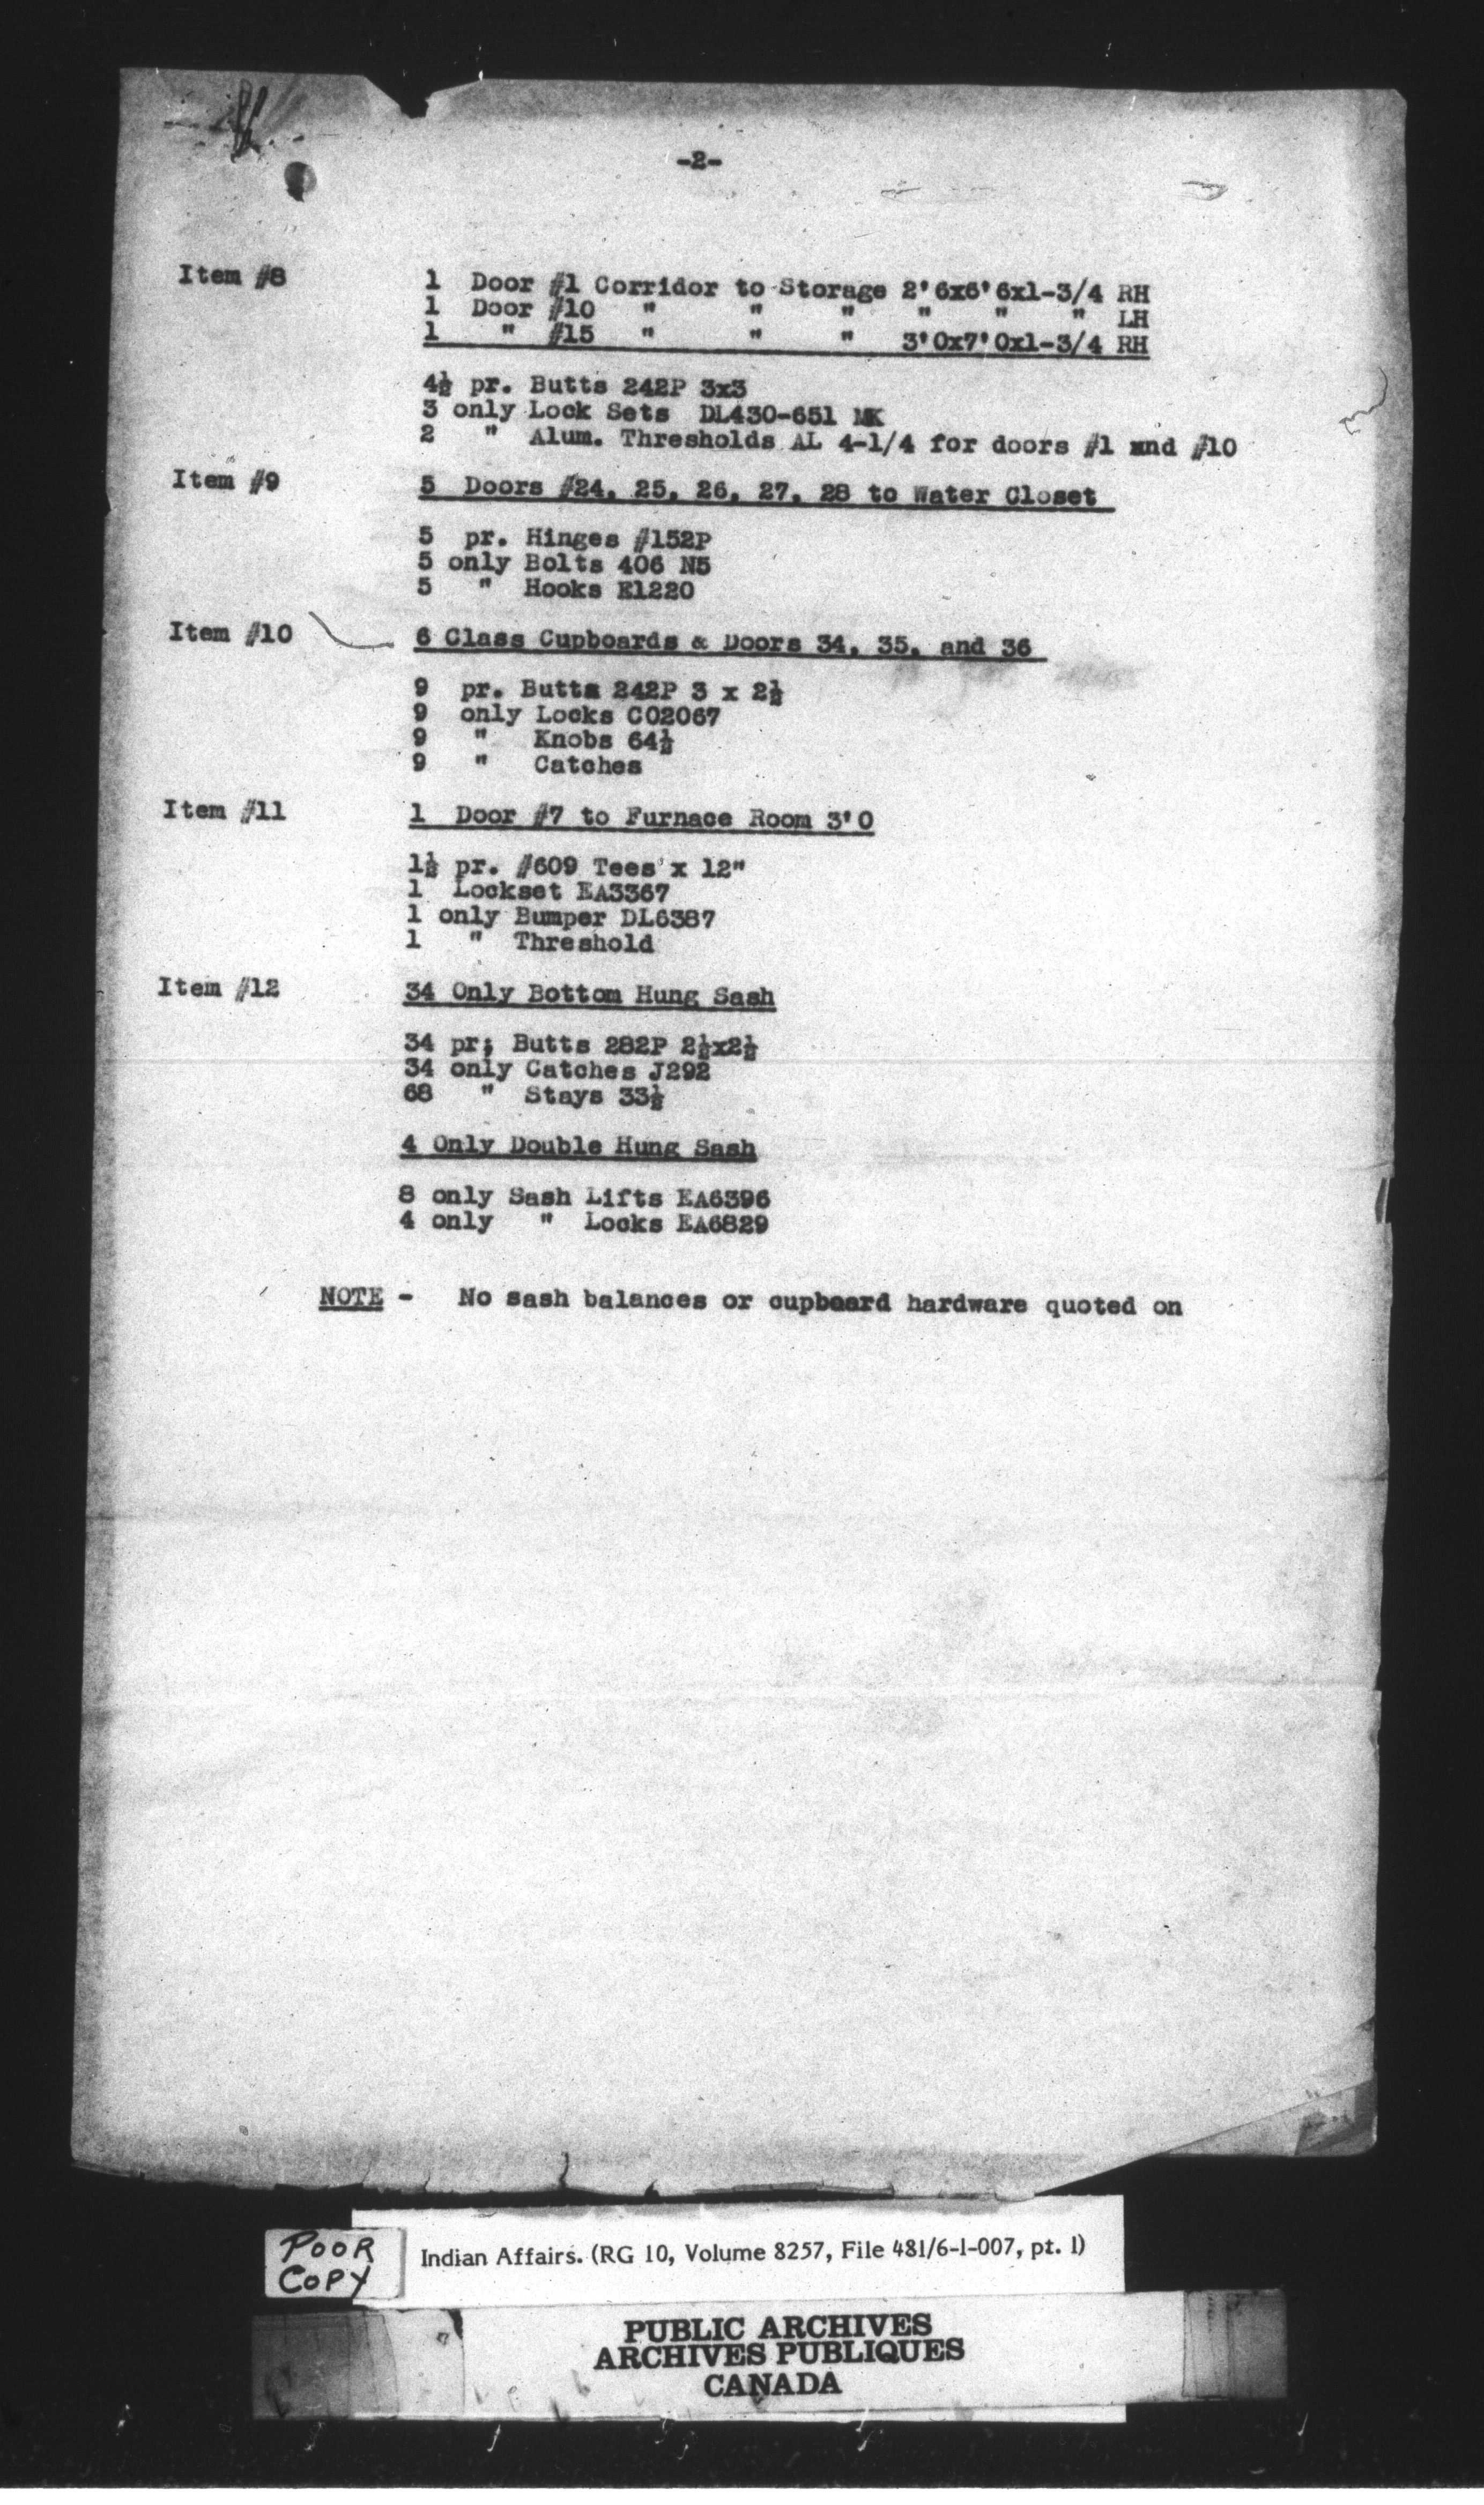 -2-
Item #8
1 Door #1 Corridor to Storage 2'6x6'6x1-3/4 RH
1 Door #10 " " " " " " LH
1 " #15 " " " 3'0x7'0x1-3/4 RH
4½ pr. Butts 242P 3x3
3 only Lock Sets DL430-651 MK
2 " Alum. Thresholds AL 4-1/4 for doors #1 and #10
Item #9
5 Doors #24, 25, 26, 27, 28 to Water Closet
5 pr. Hinges #152P
5 only Bolts 406 N5
5 " Hooks E1220
Item #10
6 Class Cupboards & Doors 34, 35, and 36
9 pr. Butts 242P 3 x 2½
9 only Locks C02067
9 " Knobs 64½
9 " Catches
Item #11
1 Door #7 to Furnace Room 3'0
1½ pr. #609 Tees x 12"
1 Lockset EA3367
1 only Bumper DL6387
1 " Threshold
Item #12
34 Only Bottom Hung Sash
34 pr; Butts 282P 2½x2½
34 only Catches J292
68 " Stays 33½
4 Only Double Hung Sash
8 only Sash Lifts EA6396
4 only " Locks EA6829
NOTE - No sash balances or cupboard hardware quoted on
POOR
COPY
Indian Affairs. (RG 10, Volume 8257, File 481/6-1-007, pt. 1)
PUBLIC ARCHIVES
ARCHIVES PUBLIQUES
CANADA